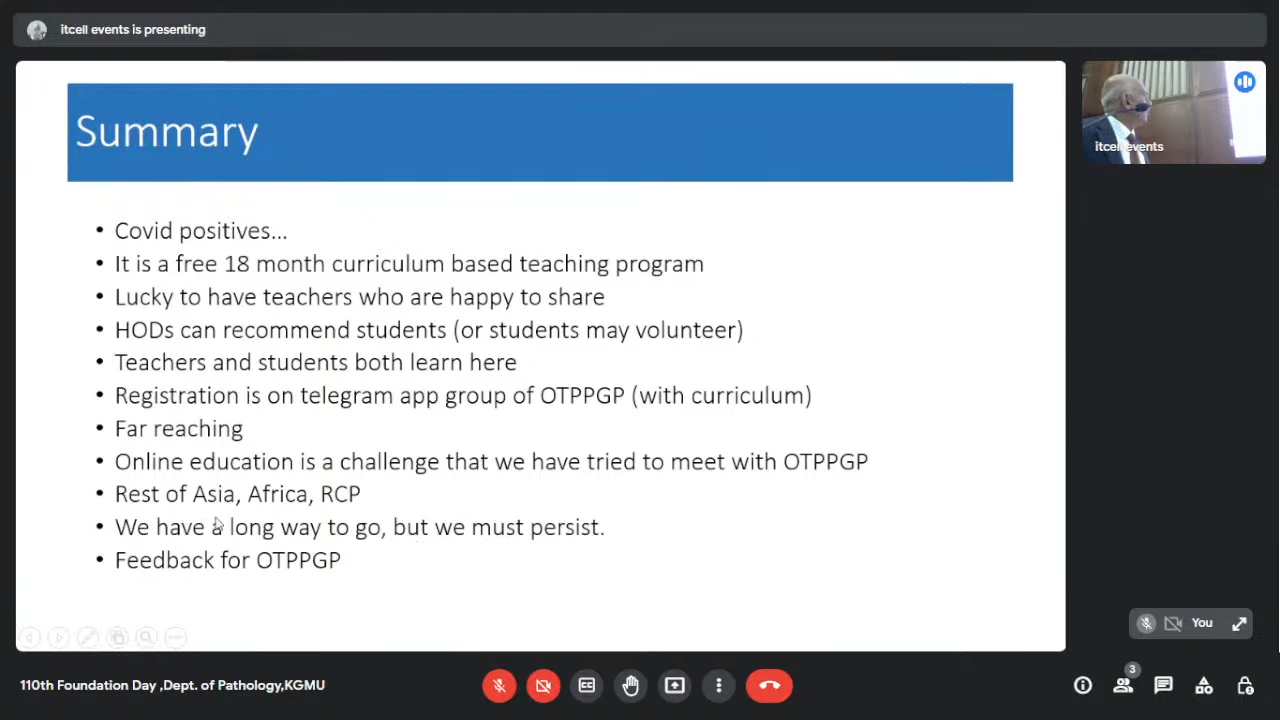 itcell events is presenting
Summary
• Covid positives...
• It is a free 18 month curriculum based teaching program
• Lucky to have teachers who are happy to share
• HODs can recommend students (or students may volunteer)
• Teachers and students both learn here
• Registration is on telegram app group of OTPPGP (with curriculum)
• Far reaching
• Online education is a challenge that we have tried to meet with OTPPGP
• Rest of Asia, Africa, RCP
• We have a long way to go, but we must persist.
• Feedback for OTPPGP
itcell events
You
110th Foundation Day ,Dept. of Pathology,KGMU
3